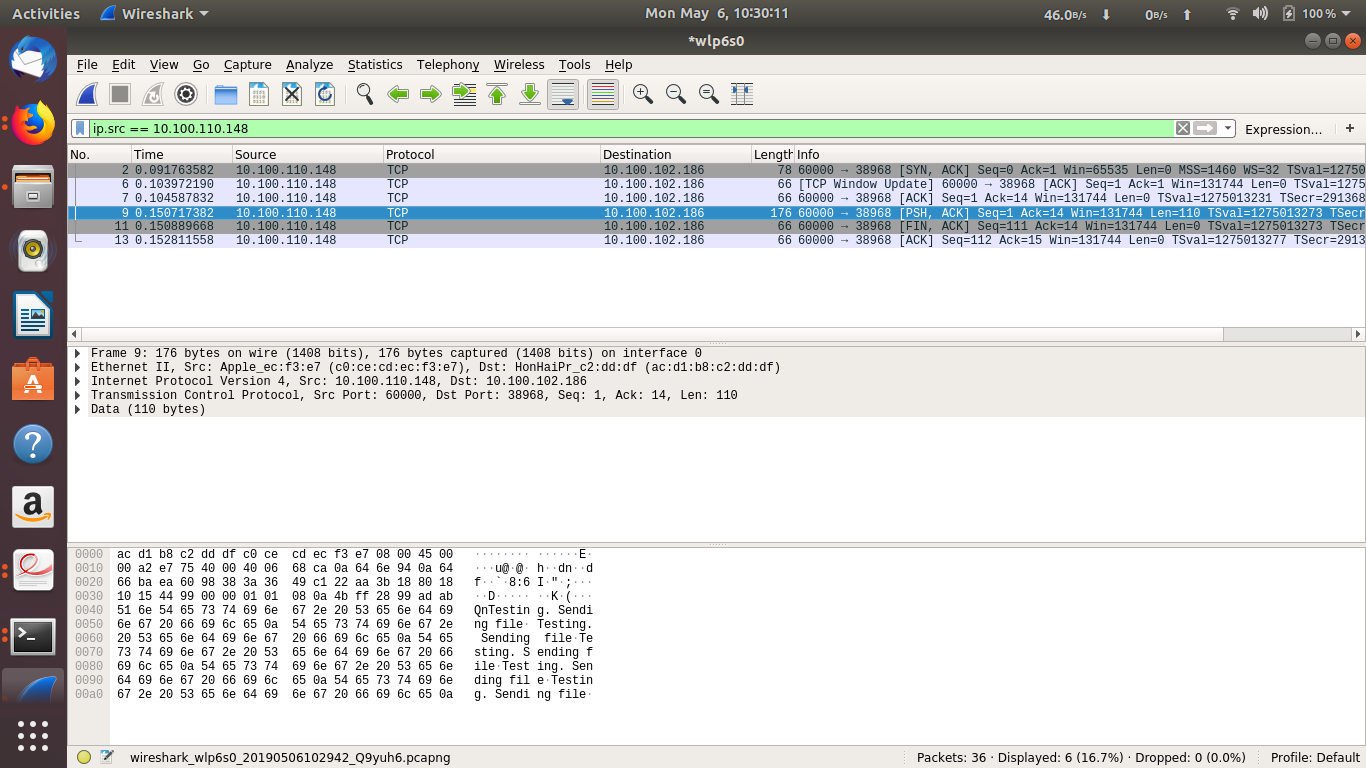 Activities Wireshark Mon May 6, 10:30:11 46.0B/s 0B/s 100%
*wlp6s0
File Edit View Go Capture Analyze Statistics Telephony Wireless Tools Help
ip.src == 10.100.110.148 Expression… +
No. Time Source Protocol Destination Length Info
2 0.091763582 10.100.110.148 TCP 10.100.102.186 78 60000 → 38968 [SYN, ACK] Seq=0 Ack=1 Win=65535 Len=0 MSS=1460 WS=32 TSval=12750
6 0.103972190 10.100.110.148 TCP 10.100.102.186 66 [TCP Window Update] 60000 → 38968 [ACK] Seq=1 Ack=1 Win=131744 Len=0 TSval=1275
7 0.104587832 10.100.110.148 TCP 10.100.102.186 66 60000 → 38968 [ACK] Seq=1 Ack=14 Win=131744 Len=0 TSval=1275013231 TSecr=291368
9 0.150717382 10.100.110.148 TCP 10.100.102.186 176 60000 → 38968 [PSH, ACK] Seq=1 Ack=14 Win=131744 Len=110 TSval=1275013273 TSecr
11 0.150889668 10.100.110.148 TCP 10.100.102.186 66 60000 → 38968 [FIN, ACK] Seq=111 Ack=14 Win=131744 Len=0 TSval=1275013273 TSecr
13 0.152811558 10.100.110.148 TCP 10.100.102.186 66 60000 → 38968 [ACK] Seq=112 Ack=15 Win=131744 Len=0 TSval=1275013277 TSecr=2913
Frame 9: 176 bytes on wire (1408 bits), 176 bytes captured (1408 bits) on interface 0
Ethernet II, Src: Apple_ec:f3:e7 (c0:ce:cd:ec:f3:e7), Dst: HonHaiPr_c2:dd:df (ac:d1:b8:c2:dd:df)
Internet Protocol Version 4, Src: 10.100.110.148, Dst: 10.100.102.186
Transmission Control Protocol, Src Port: 60000, Dst Port: 38968, Seq: 1, Ack: 14, Len: 110
Data (110 bytes)
0000 ac d1 b8 c2 dd df c0 ce cd ec f3 e7 08 00 45 00 ········ ······E·
0010 00 a2 e7 75 40 00 40 06 68 ca 0a 64 6e 94 0a 64 ···u@·@· h··dn··d
0020 66 ba ea 60 98 38 3a 36 49 c1 22 aa 3b 18 80 18 f··`·8:6 I·"·;···
0030 10 15 44 99 00 00 01 01 08 0a 4b ff 28 99 ad ab ··D····· ··K·(···
0040 51 6e 54 65 73 74 69 6e 67 2e 20 53 65 6e 64 69 QnTestin g. Sendi
0050 6e 67 20 66 69 6c 65 0a 54 65 73 74 69 6e 67 2e ng file· Testing.
0060 20 53 65 6e 64 69 6e 67 20 66 69 6c 65 0a 54 65 Sending file·Te
0070 73 74 69 6e 67 2e 20 53 65 6e 64 69 6e 67 20 66 sting. S ending f
0080 69 6c 65 0a 54 65 73 74 69 6e 67 2e 20 53 65 6e ile·Test ing. Sen
0090 64 69 6e 67 20 66 69 6c 65 0a 54 65 73 74 69 6e ding fil e·Testin
00a0 67 2e 20 53 65 6e 64 69 6e 67 20 66 69 6c 65 0a g. Sendi ng file·
wireshark_wlp6s0_20190506102942_Q9yuh6.pcapng Packets: 36 · Displayed: 6 (16.7%) · Dropped: 0 (0.0%) Profile: Default